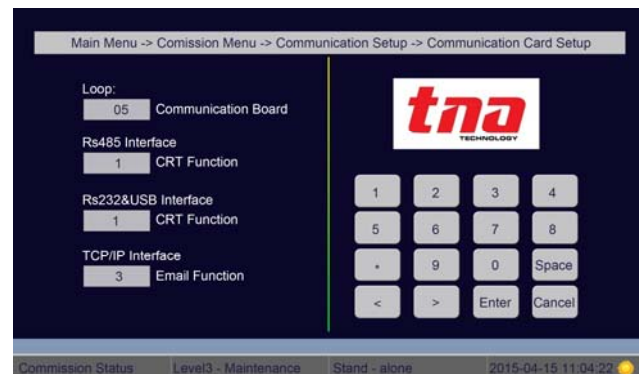 Main Menu -> Comission Menu -> Communication Setup -> Communication Card Setup
Loop:
05 Communication Board
Rs485 Interface
1 CRT Function
Rs232&USB Interface
1 CRT Function
TCP/IP Interface
3 Email Function
tna
TECHNOLOGY
1 2 3 4
5 6 7 8
. 9 0 Space
< > Enter Cancel
Commission Status Level3 - Maintenance Stand - alone 2015-04-15 11:04:22